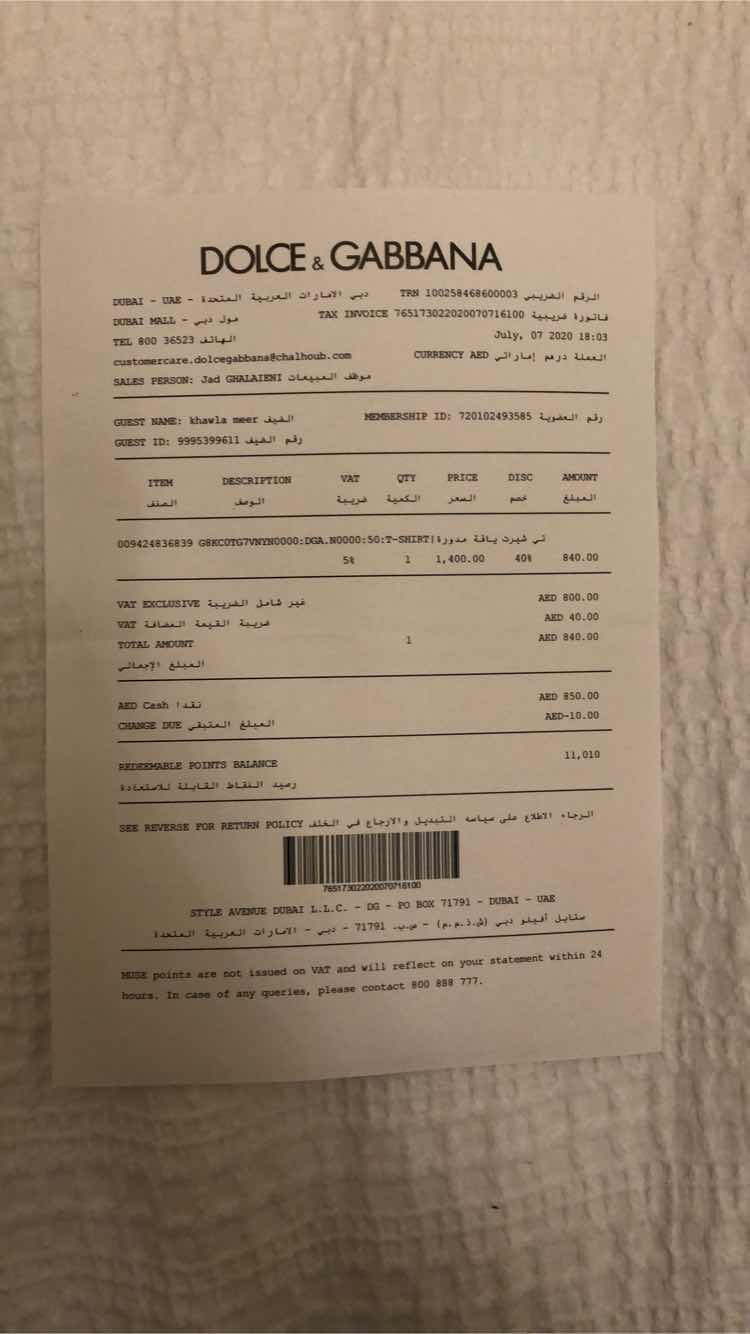 DOLCE & GABBANA
DUBAI - UAE - دبي الامارات العربية المتحدة TRN 100258468600003 الرقم الضريبي
DUBAI MALL - مول دبي TAX INVOICE 765173022020070716100 فاتورة ضريبية
TEL 800 36523 الهاتف July, 07 2020 18:03
customercare.dolcegabbana@chalhoub.com CURRENCY AED العملة درهم إماراتي
SALES PERSON: Jad GHALAIENI موظف المبيعات
GUEST NAME: khawla meer الضيف MEMBERSHIP ID: 720102493585 رقم العضوية
GUEST ID: 9995399611 رقم الضيف
ITEM DESCRIPTION VAT QTY PRICE DISC AMOUNT
الصنف الوصف ضريبة الكمية السعر خصم المبلغ
009424836839 G8KC0TG7VNYN0000:DGA.N0000:50:T-SHIRT|تي شيرت ياقة مدورة
5% 1 1,400.00 40% 840.00
VAT EXCLUSIVE غير شامل الضريبة AED 800.00
VAT ضريبة القيمة المضافة AED 40.00
TOTAL AMOUNT 1 AED 840.00
المبلغ الإجمالي
AED Cash نقدا AED 850.00
CHANGE DUE المبلغ المتبقي AED-10.00
REDEEMABLE POINTS BALANCE 11,010
رصيد النقاط القابلة للاستعادة
SEE REVERSE FOR RETURN POLICY الرجاء الاطلاع على سياسه التبديل والارجاع في الخلف
765173022020070716100
STYLE AVENUE DUBAI L.L.C. - DG - PO BOX 71791 - DUBAI - UAE
ستايل أفينلو دبي (ش.ذ.م.م) - ص.ب. 71791 - دبي - الامارات العربية المتحدة
MUSE points are not issued on VAT and will reflect on your statement within 24
hours. In case of any queries, please contact 800 888 777.